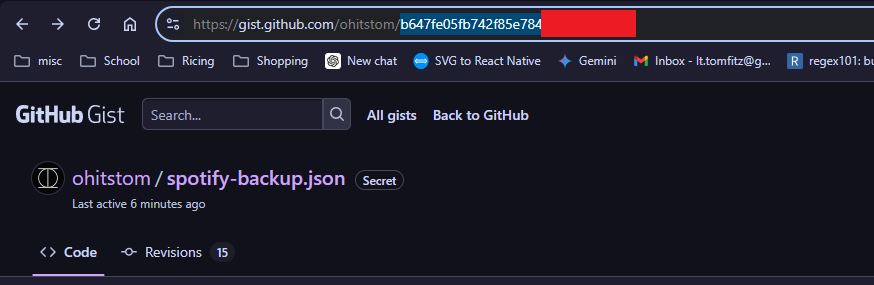 https://gist.github.com/ohitstom/b647fe05fb742f85e784
misc School Ricing Shopping New chat SVG to React Native Gemini Inbox - lt.tomfitz@g... regex101: bu
GitHub Gist Search... All gists Back to GitHub
ohitstom / spotify-backup.json Secret
Last active 6 minutes ago
Code Revisions 15